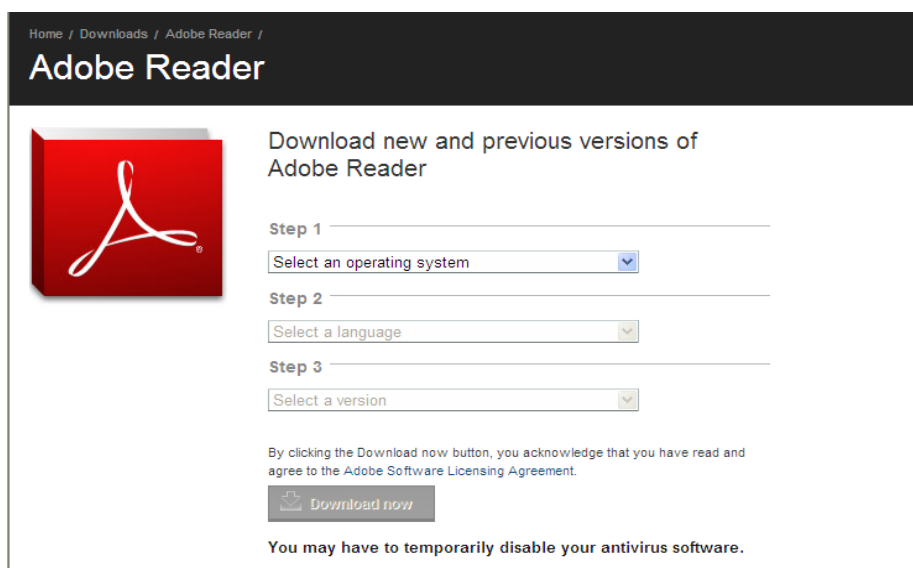 Home / Downloads / Adobe Reader /
Adobe Reader
Download new and previous versions of
Adobe Reader
Step 1
Select an operating system
Step 2
Select a language
Step 3
Select a version
By clicking the Download now button, you acknowledge that you have read and
agree to the Adobe Software Licensing Agreement.
Download now
You may have to temporarily disable your antivirus software.